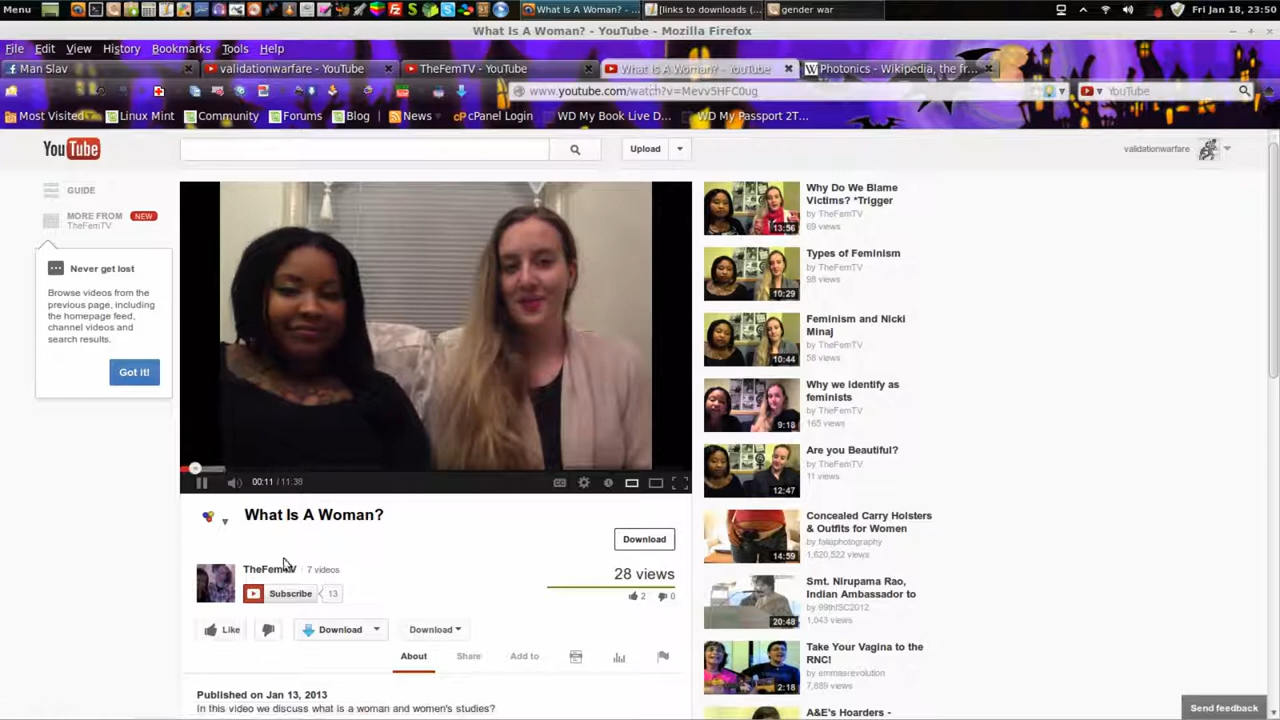 Menu
What Is A Woman? - ...
[links to downloads (...
gender war
Fri Jan 18, 23:50
What Is A Woman? - YouTube - Mozilla Firefox
File Edit View History Bookmarks Tools Help
Man Slav
validationwarfare - YouTube
TheFemTV - YouTube
What Is A Woman? - YouTube
Photonics - Wikipedia, the fr...
www.youtube.com/watch?v=Mevv5HFC0ug
YouTube
Most Visited
Linux Mint
Community
Forums
Blog
News
cPanel Login
WD My Book Live D...
WD My Passport 2T...
YouTube
Upload
validationwarfare
GUIDE
MORE FROM NEW
TheFemTV
Never get lost
Browse videos from the
previous page, including
the homepage feed,
channel videos and
search results.
Got it!
00:11 / 11:38
What Is A Woman?
Download
TheFemTV
7 videos
Subscribe 13
28 views
2 0
Like
Download
Download
About Share Add to
Published on Jan 13, 2013
In this video we discuss what is a woman and women's studies?
13:56
Why Do We Blame
Victims? *Trigger
by TheFemTV
69 views
10:29
Types of Feminism
by TheFemTV
98 views
10:44
Feminism and Nicki
Minaj
by TheFemTV
58 views
9:18
Why we identify as
feminists
by TheFemTV
165 views
12:47
Are you Beautiful?
by TheFemTV
11 views
14:59
Concealed Carry Holsters
& Outfits for Women
by faliaphotography
1,620,522 views
20:48
Smt. Nirupama Rao,
Indian Ambassador to
by 99thISC2012
1,043 views
2:18
Take Your Vagina to the
RNC!
by emmasrevolution
7,889 views
A&E's Hoarders -
Send feedback